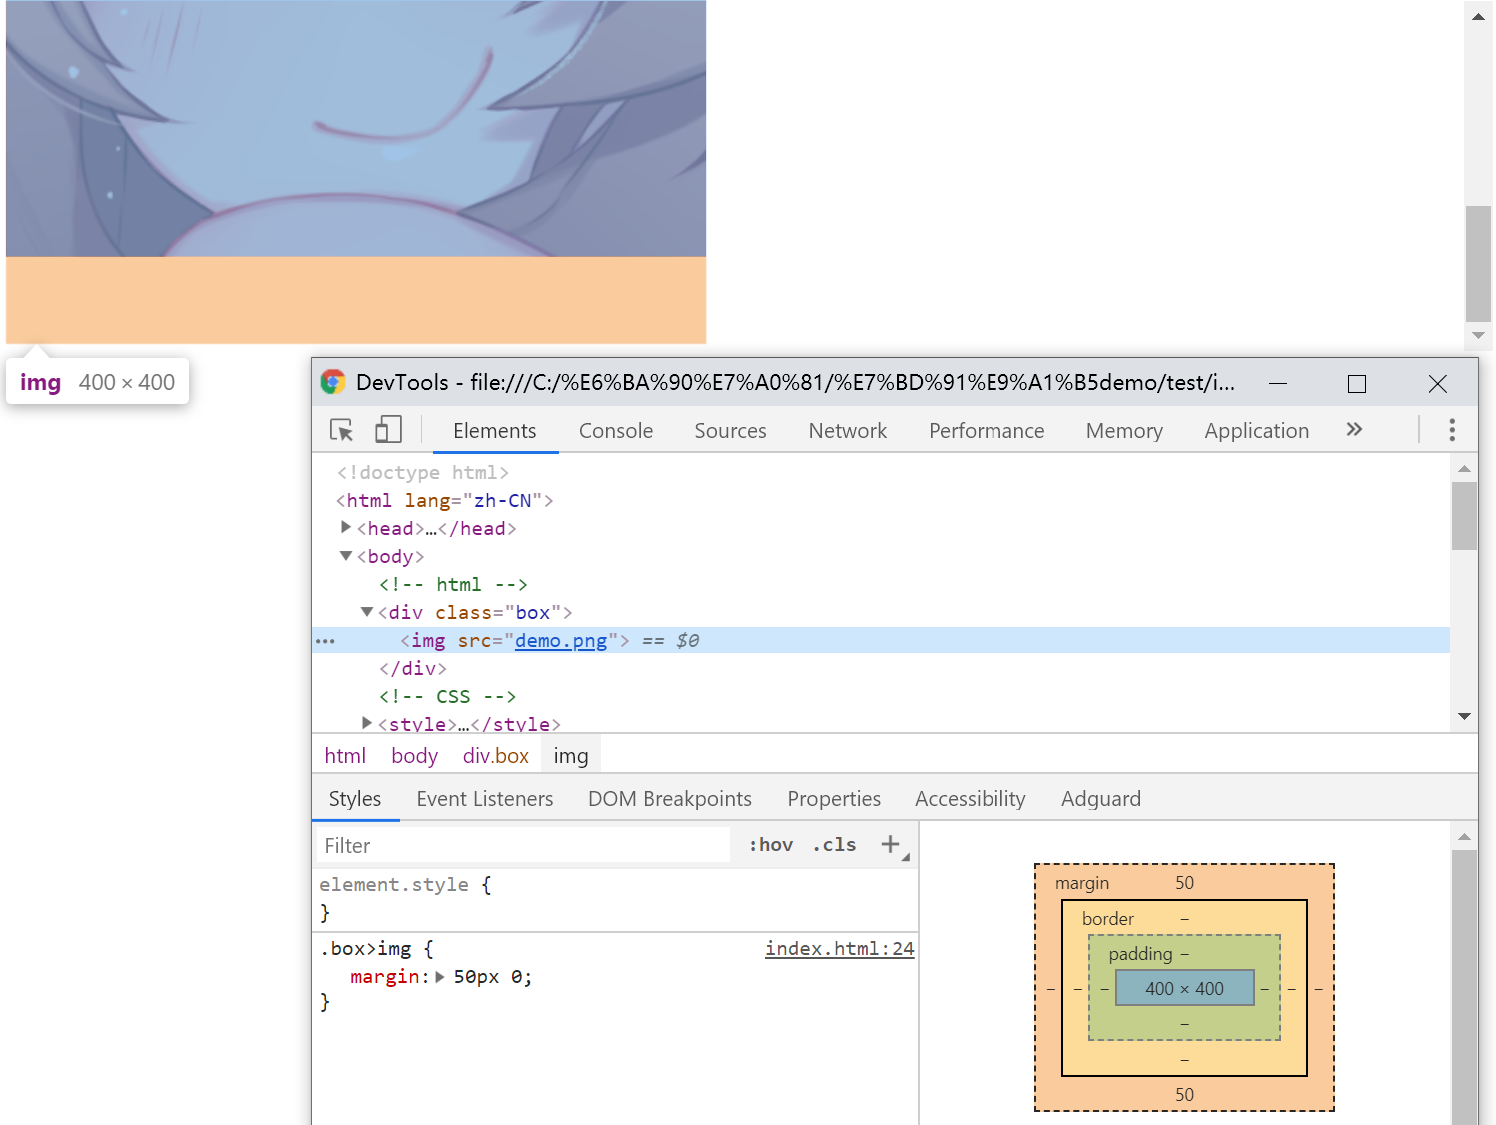 img 400 × 400
DevTools - file:///C:/%E6%BA%90%E7%A0%81/%E7%BD%91%E9%A1%B5demo/test/i...
Elements Console Sources Network Performance Memory Application »
<!doctype html>
<html lang="zh-CN">
<head>…</head>
<body>
<!-- html -->
<div class="box">
<img src="demo.png"> == $0
</div>
<!-- CSS -->
<style>…</style>
html body div.box img
Styles Event Listeners DOM Breakpoints Properties Accessibility Adguard
Filter :hov .cls +
element.style {
}
.box>img { index.html:24
margin: 50px 0;
}
margin 50
border –
padding –
– – – 400 × 400 – – –
–
–
50